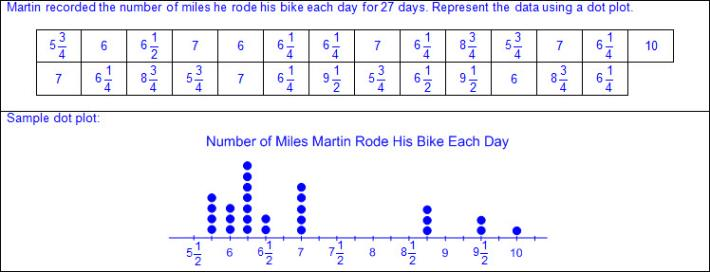 Martin recorded the number of miles he rode his bike each day for 27 days. Represent the data using a dot plot.
5 3/4 6 6 1/2 7 6 6 1/4 6 1/4 7 6 1/4 8 3/4 5 3/4 7 6 1/4 10
7 6 1/4 8 3/4 5 3/4 7 6 1/4 9 1/2 5 3/4 6 1/2 9 1/2 6 8 3/4 6 1/4
Sample dot plot:
Number of Miles Martin Rode His Bike Each Day
5 1/2 6 6 1/2 7 7 1/2 8 8 1/2 9 9 1/2 10